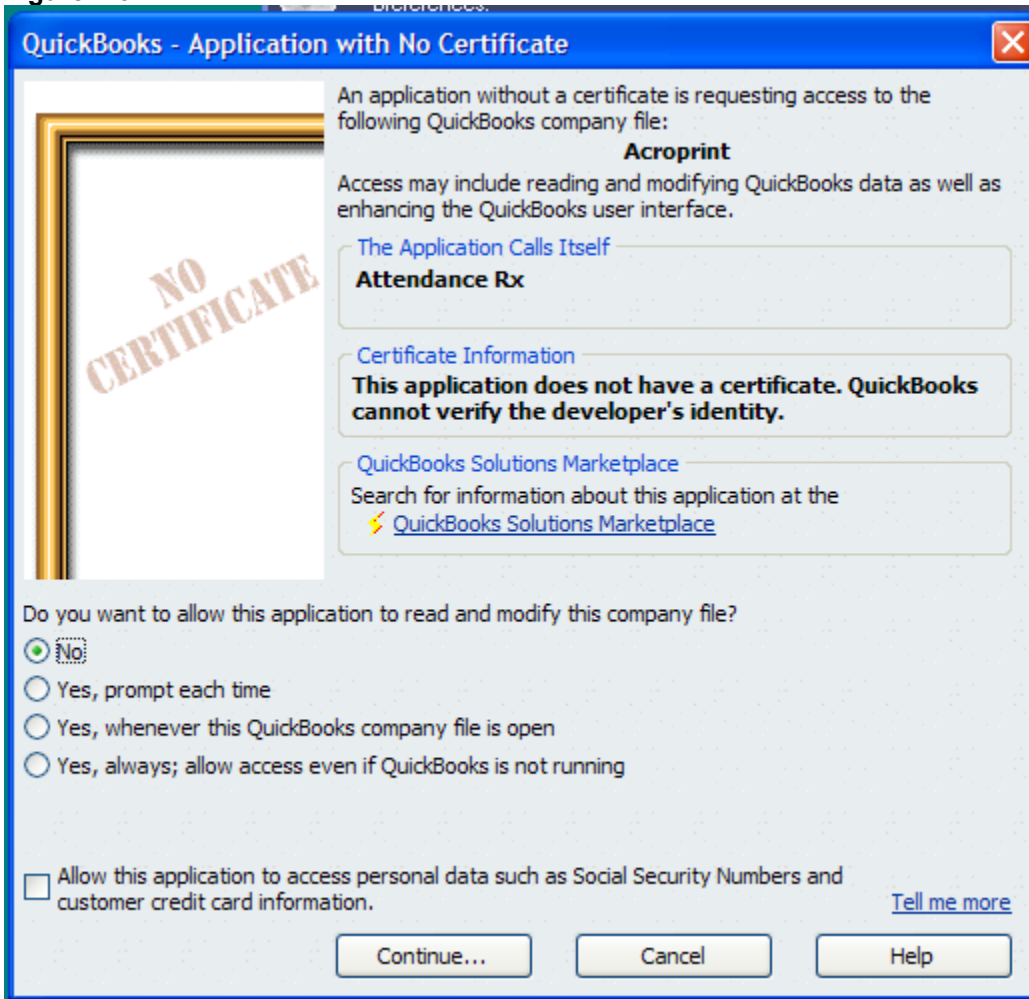 QuickBooks - Application with No Certificate
An application without a certificate is requesting access to the
following QuickBooks company file:
Acroprint
Access may include reading and modifying QuickBooks data as well as
enhancing the QuickBooks user interface.
NO
CERTIFICATE
The Application Calls Itself
Attendance Rx
Certificate Information
This application does not have a certificate. QuickBooks
cannot verify the developer's identity.
QuickBooks Solutions Marketplace
Search for information about this application at the
QuickBooks Solutions Marketplace
Do you want to allow this application to read and modify this company file?
No
Yes, prompt each time
Yes, whenever this QuickBooks company file is open
Yes, always; allow access even if QuickBooks is not running
Allow this application to access personal data such as Social Security Numbers and
customer credit card information.
Tell me more
Continue...
Cancel
Help